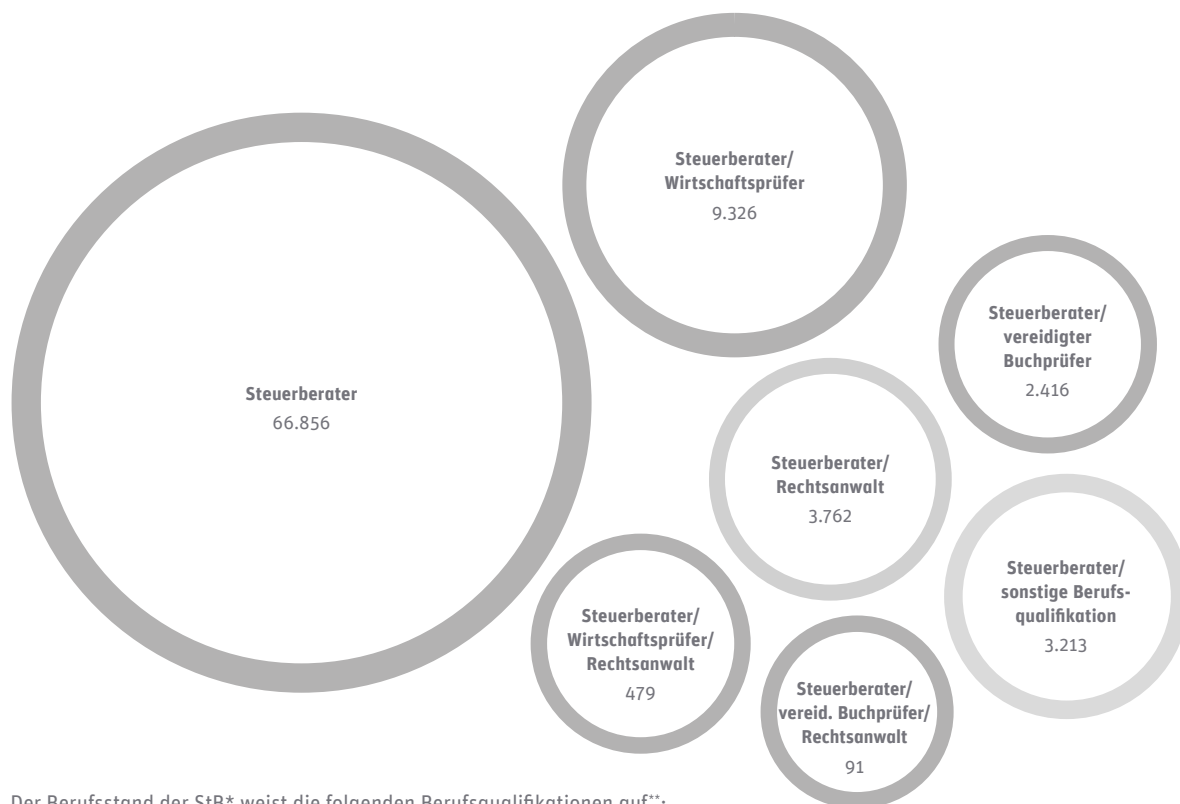 Steuerberater/
Wirtschaftsprüfer
9.326
Steuerberater/
vereidigter
Buchprüfer
2.416
Steuerberater
66.856
Steuerberater/
Rechtsanwalt
3.762
Steuerberater/
sonstige Berufs-
qualifikation
3.213
Steuerberater/
Wirtschaftsprüfer/
Rechtsanwalt
479
Steuerberater/
vereid. Buchprüfer/
Rechtsanwalt
91
Der Berufsstand der StB* weist die folgenden Berufsqualifikationen auf**: